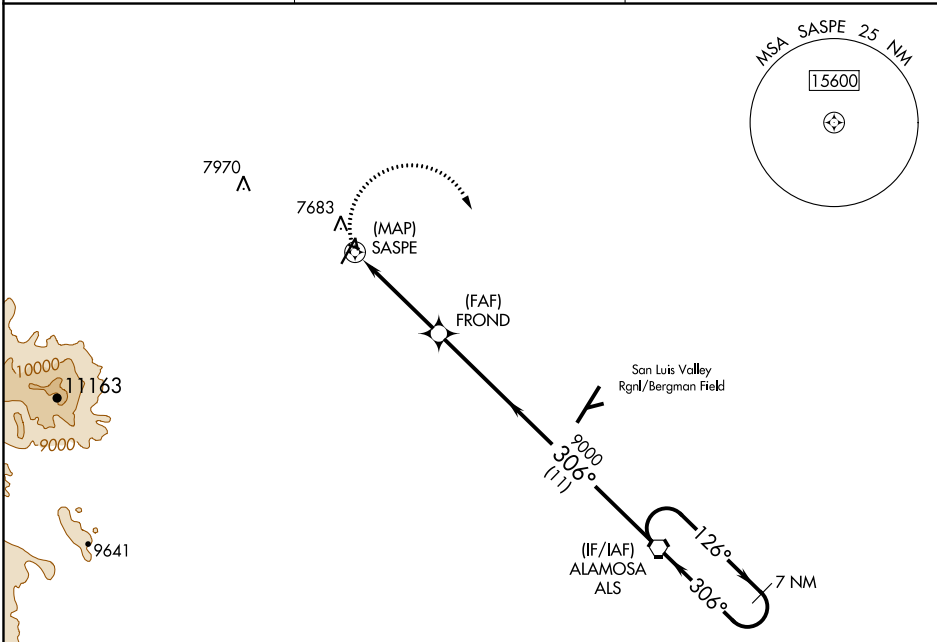 MSA SASPE 25 NM
15600
7970
7683
(MAP)
SASPE
(FAF)
FROND
10000
11163
9000
San Luis Valley
Rgnl/Bergman Field
9000
306°
(11)
9641
(IF/IAF)
ALAMOSA
ALS
126°
306°
7 NM